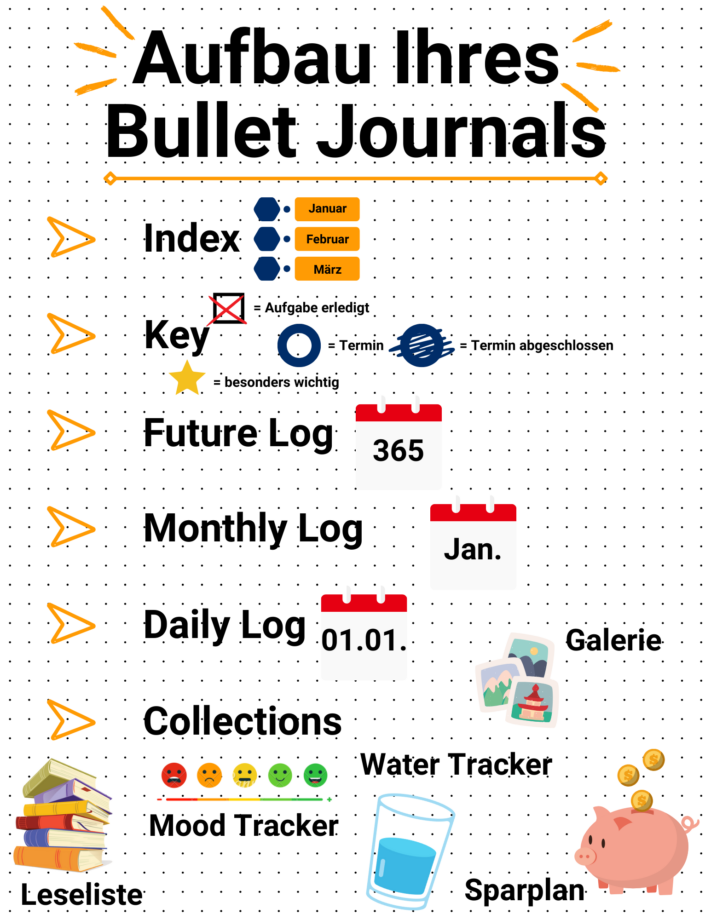 Aufbau Ihres
Bullet Journals
Index
Januar
Februar
März
Key
= Aufgabe erledigt
= Termin
= Termin abgeschlossen
= besonders wichtig
Future Log
365
Monthly Log
Jan.
Daily Log
01.01.
Galerie
Collections
Water Tracker
Mood Tracker
Leseliste
Sparplan